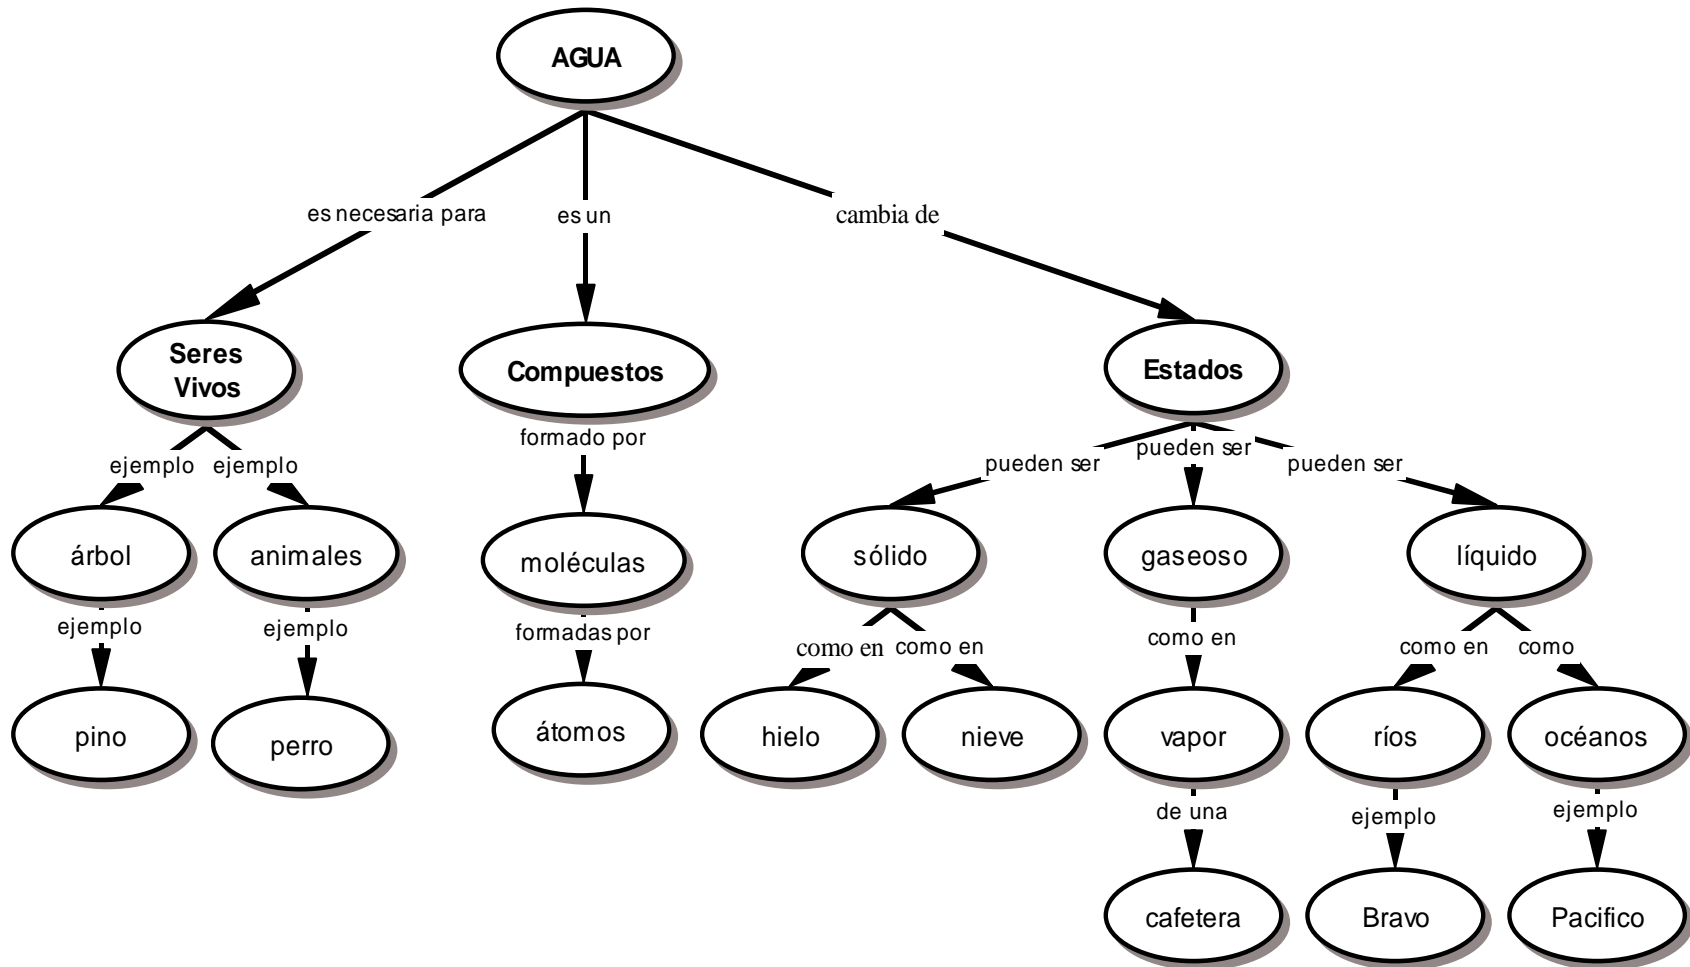 AGUA
es necesaria para
es un
cambia de
Seres
Vivos
Compuestos
Estados
formado por
pueden ser
pueden ser
pueden ser
ejemplo
ejemplo
árbol
animales
moléculas
sólido
gaseoso
líquido
ejemplo
ejemplo
formadas por
como en
como en
como en
como en
como
pino
perro
átomos
hielo
nieve
vapor
ríos
océanos
de una
ejemplo
ejemplo
cafetera
Bravo
Pacifico